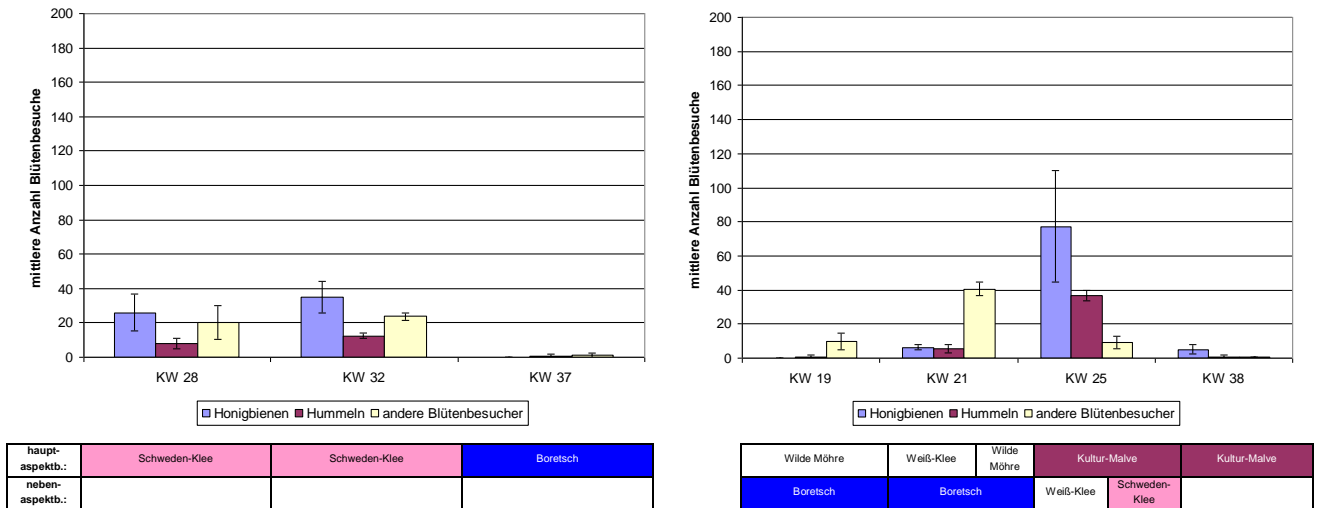 200
180
160
140
120
100
80
60
40
20
0
mittlere Anzahl Blütenbesuche
KW 28 KW 32 KW 37
Honigbienen Hummeln andere Blütenbesucher
haupt-
aspektb.: Schweden-Klee Schweden-Klee Boretsch
neben-
aspektb.:
200
180
160
140
120
100
80
60
40
20
0
mittlere Anzahl Blütenbesuche
KW 19 KW 21 KW 25 KW 38
Honigbienen Hummeln andere Blütenbesucher
Wilde Möhre Weiß-Klee Wilde
Möhre Kultur-Malve Kultur-Malve
Boretsch Boretsch Weiß-Klee Schweden-
Klee